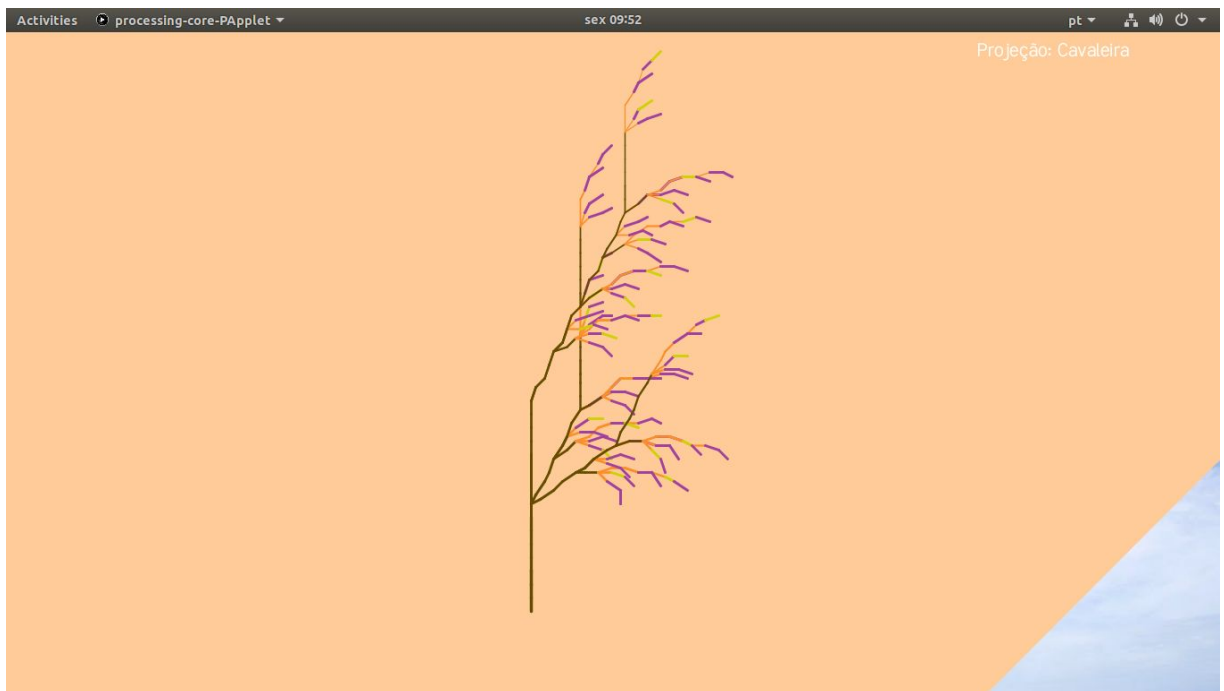 Activities processing-core-PApplet sex 09:52 pt
Projeção: Cavaleira